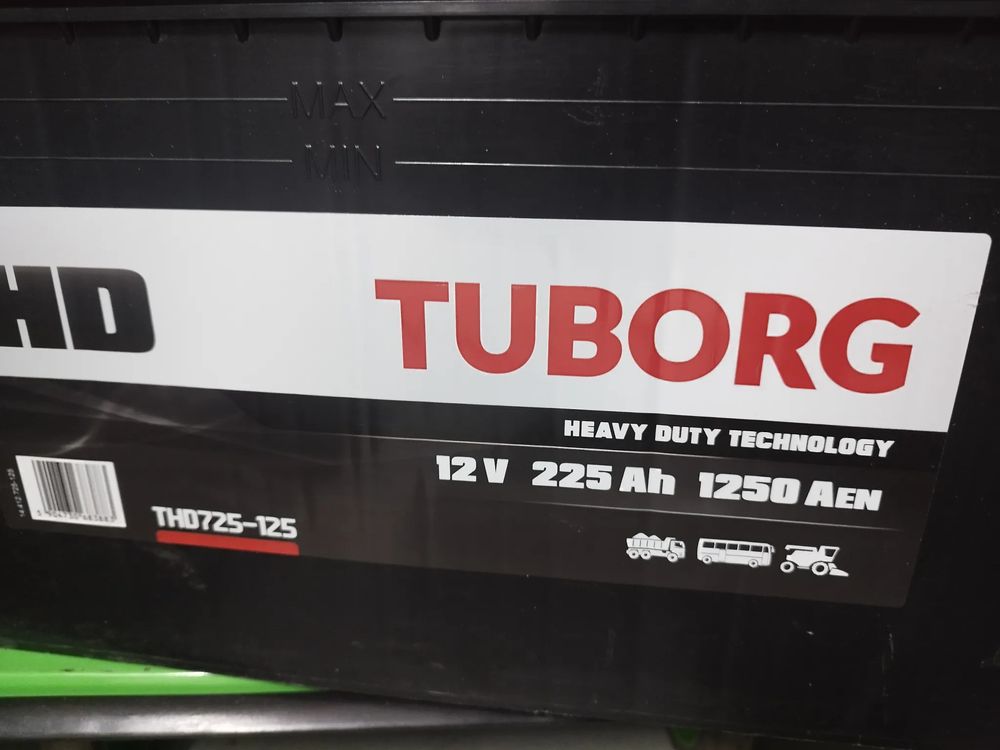 MAX
MIN
HD
TUBORG
HEAVY DUTY TECHNOLOGY
12 V 225 Ah 1250 AEN
THD725-125